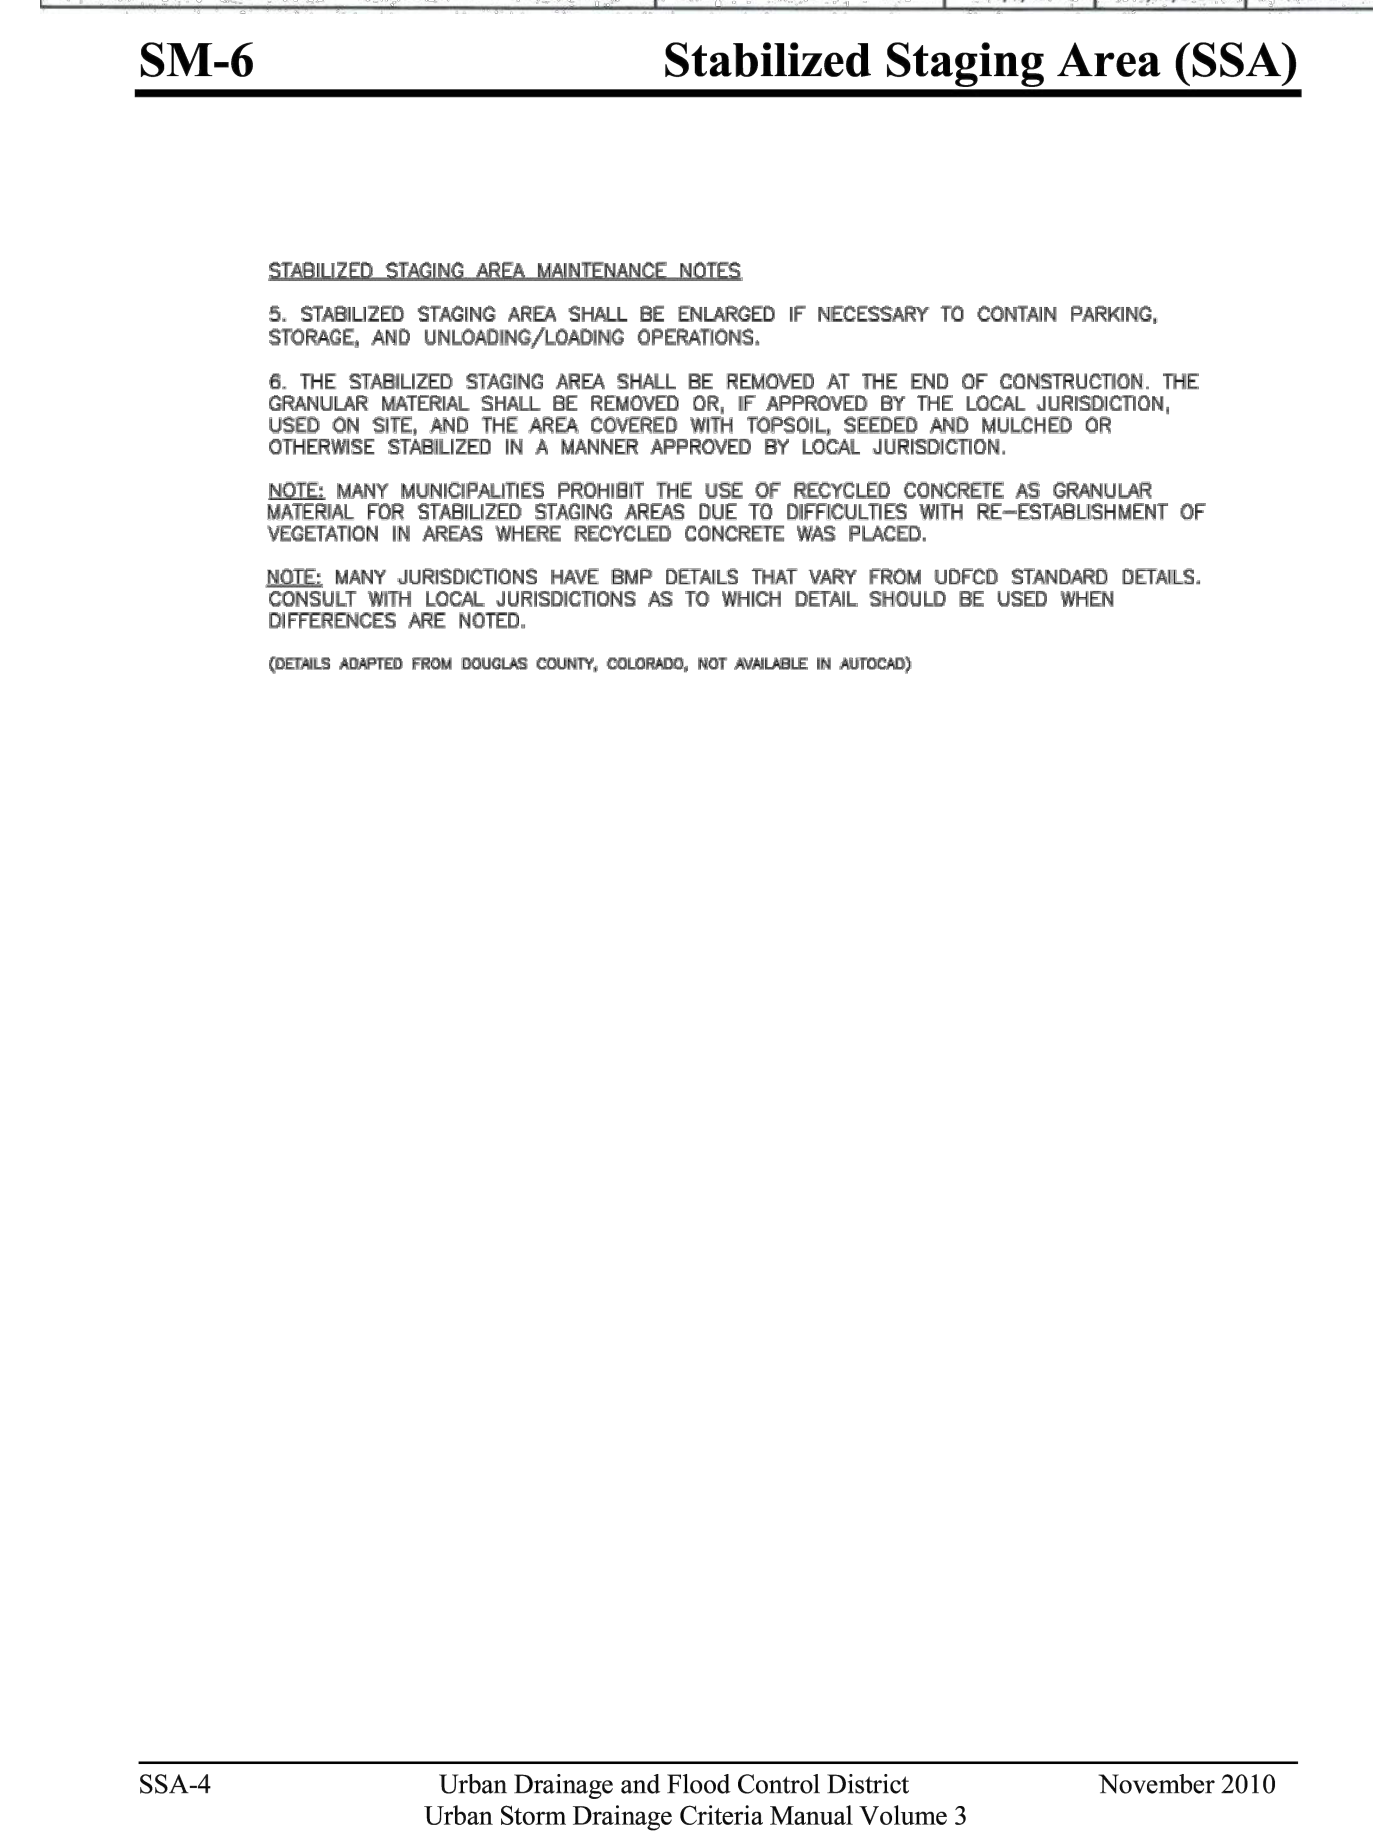 SM-6 Stabilized Staging Area (SSA)
STABILIZED STAGING AREA MAINTENANCE NOTES
5. STABILIZED STAGING AREA SHALL BE ENLARGED IF NECESSARY TO CONTAIN PARKING,
STORAGE, AND UNLOADING/LOADING OPERATIONS.
6. THE STABILIZED STAGING AREA SHALL BE REMOVED AT THE END OF CONSTRUCTION. THE
GRANULAR MATERIAL SHALL BE REMOVED OR, IF APPROVED BY THE LOCAL JURISDICTION,
USED ON SITE, AND THE AREA COVERED WITH TOPSOIL, SEEDED AND MULCHED OR
OTHERWISE STABILIZED IN A MANNER APPROVED BY LOCAL JURISDICTION.
NOTE: MANY MUNICIPALITIES PROHIBIT THE USE OF RECYCLED CONCRETE AS GRANULAR
MATERIAL FOR STABILIZED STAGING AREAS DUE TO DIFFICULTIES WITH RE-ESTABLISHMENT OF
VEGETATION IN AREAS WHERE RECYCLED CONCRETE WAS PLACED.
NOTE: MANY JURISDICTIONS HAVE BMP DETAILS THAT VARY FROM UDFCD STANDARD DETAILS.
CONSULT WITH LOCAL JURISDICTIONS AS TO WHICH DETAIL SHOULD BE USED WHEN
DIFFERENCES ARE NOTED.
(DETAILS ADAPTED FROM DOUGLAS COUNTY, COLORADO, NOT AVAILABLE IN AUTOCAD)
SSA-4 Urban Drainage and Flood Control District November 2010
Urban Storm Drainage Criteria Manual Volume 3